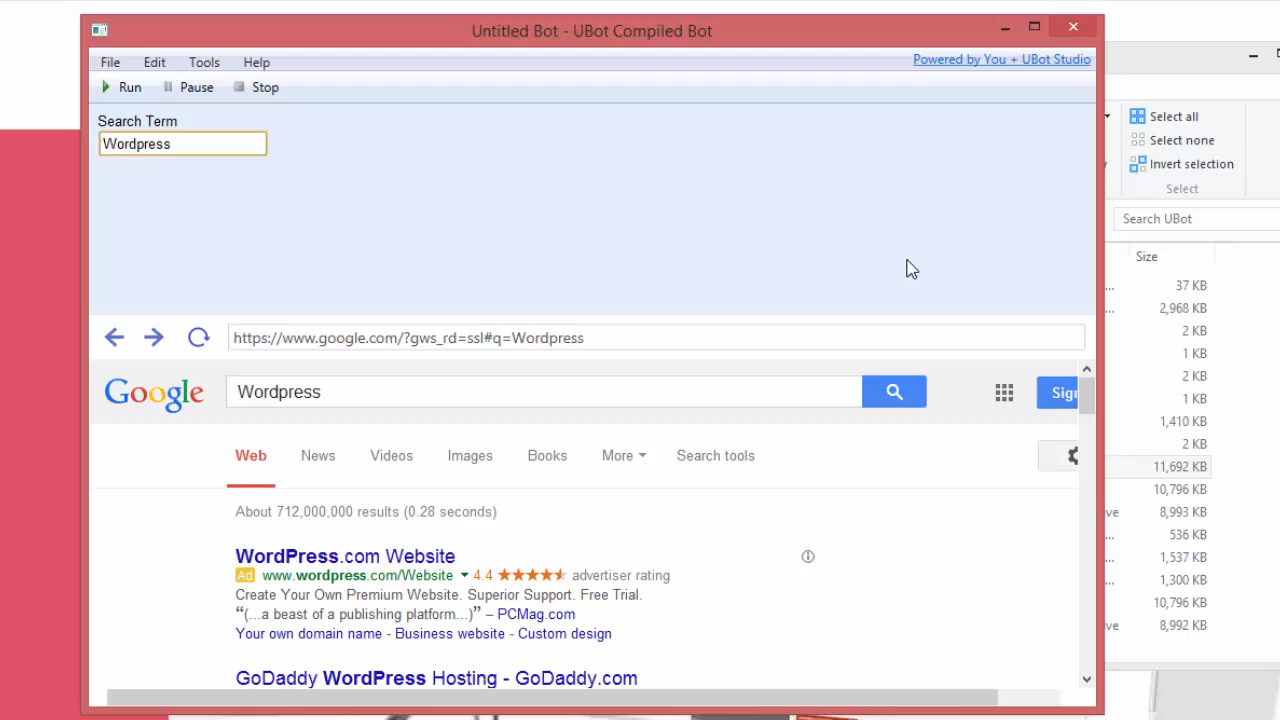 Untitled Bot - UBot Compiled Bot
File Edit Tools Help
Powered by You + UBot Studio
Run Pause Stop
Search Term
Wordpress
https://www.google.com/?gws_rd=ssl#q=Wordpress
Google
Wordpress
Sign
Web News Videos Images Books More Search tools
About 712,000,000 results (0.28 seconds)
WordPress.com Website
Ad www.wordpress.com/Website 4.4 advertiser rating
Create Your Own Premium Website. Superior Support. Free Trial.
“(...a beast of a publishing platform...)” – PCMag.com
Your own domain name - Business website - Custom design
GoDaddy WordPress Hosting - GoDaddy.com
Select all
Select none
Invert selection
Select
Search UBot
Size
... 37 KB
... 2,968 KB
2 KB
1 KB
2 KB
1 KB
1,410 KB
2 KB
11,692 KB
10,796 KB
ve 8,993 KB
... 536 KB
... 1,537 KB
... 1,300 KB
10,796 KB
ve 8,992 KB